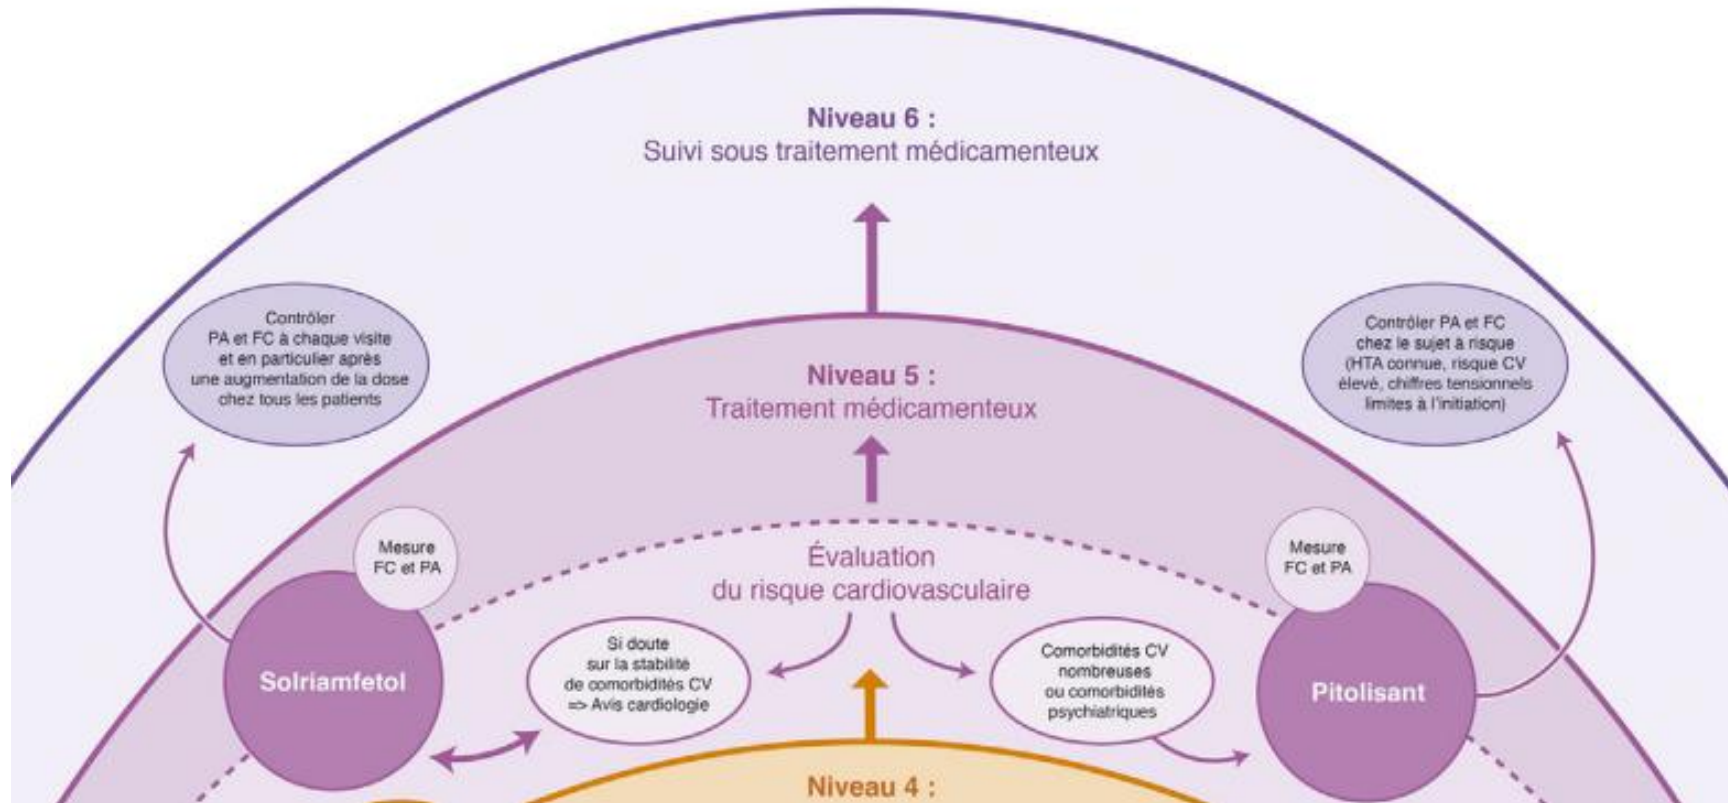 Niveau 6 :
Suivi sous traitement médicamenteux
Contrôler
PA et FC à chaque visite
et en particulier après
une augmentation de la dose
chez tous les patients
Contrôler PA et FC
chez le sujet à risque
(HTA connue, risque CV
élevé, chiffres tensionnels
limites à l'initiation)
Niveau 5 :
Traitement médicamenteux
Mesure
FC et PA
Mesure
FC et PA
Évaluation
du risque cardiovasculaire
Solriamfetol
Si doute
sur la stabilité
de comorbidités CV
=> Avis cardiologie
Comorbidités CV
nombreuses
ou comorbidités
psychiatriques
Pitolisant
Niveau 4 :